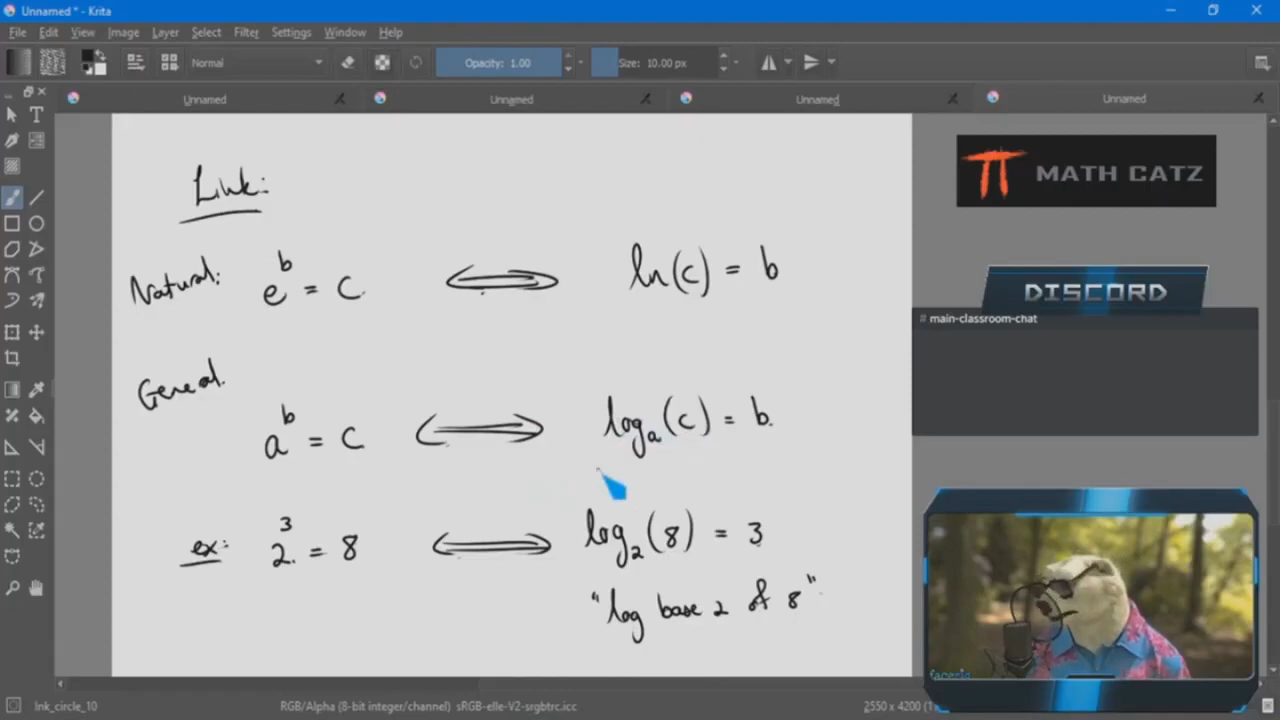 Unnamed * - Krita
File Edit View Image Layer Select Filter Settings Window Help
Normal Opacity: 1.00 Size: 10.00 px
Unnamed Unnamed Unnamed Unnamed
Link:
Natural: e^b = c ⟺ ln(c) = b
General. a^b = c ⟺ log_a(c) = b
ex: 2^3 = 8 ⟺ log_2(8) = 3
"log base 2 of 8"
MATH CATZ
DISCORD
# main-classroom-chat
facerig
Ink_circle_10 RGB/Alpha (8-bit integer/channel) sRGB-elle-V2-srgbtrc.icc 2550 x 4200